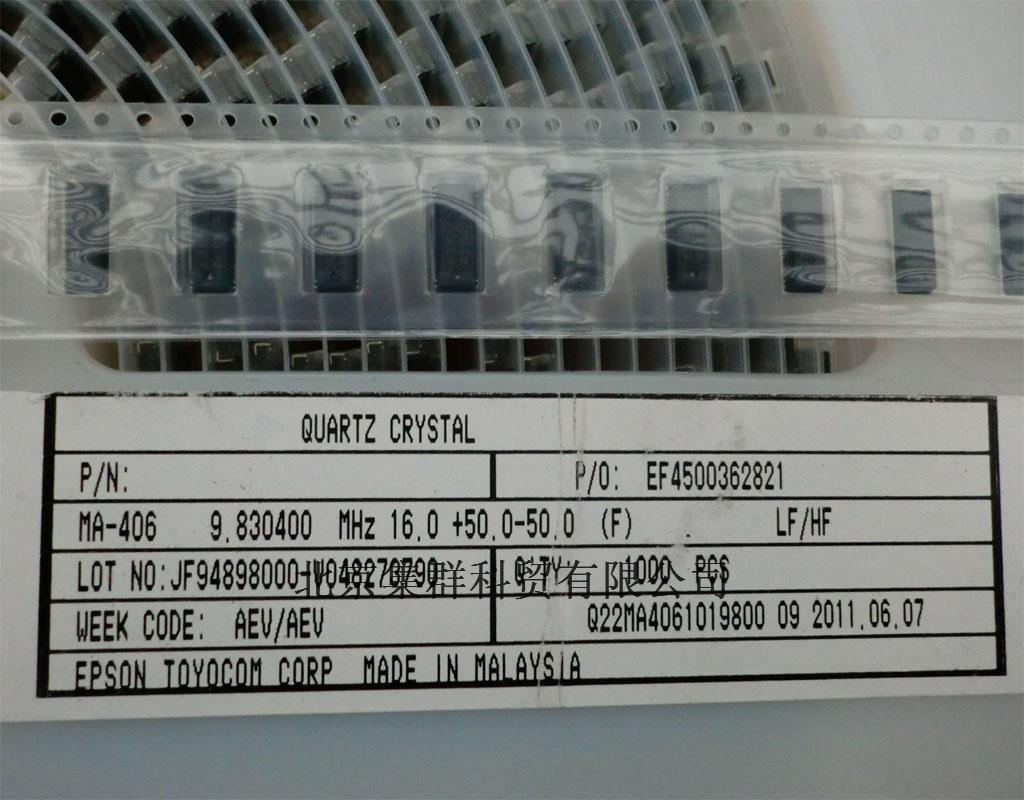 QUARTZ CRYSTAL
P/N: P/O: EF4500362821
MA-406 9.830400 MHz 16.0 +50.0-50.0 (F) LF/HF
LOT NO: Q'TY 1000 PCS
北京集群科贸有限公司
WEEK CODE: AEV/AEV Q22MA4061019800 09 2011.06.07
EPSON TOYOCOM CORP MADE IN MALAYSIA